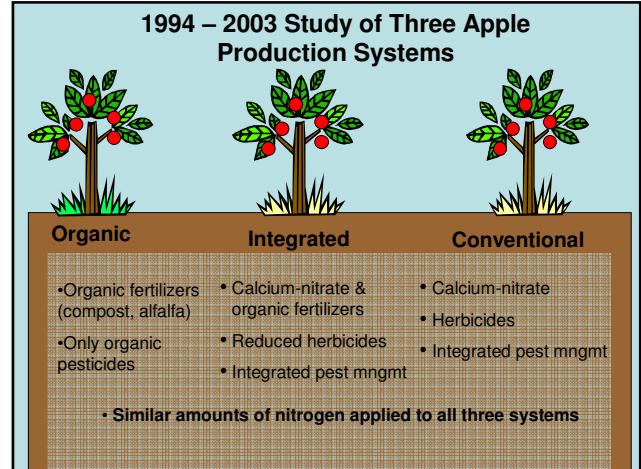 1994 – 2003 Study of Three Apple
Production Systems
Organic
Integrated
Conventional
•Organic fertilizers
(compost, alfalfa)
•Only organic
pesticides
• Calcium-nitrate &
organic fertilizers
• Reduced herbicides
• Integrated pest mngmt
• Calcium-nitrate
• Herbicides
• Integrated pest mngmt
• Similar amounts of nitrogen applied to all three systems